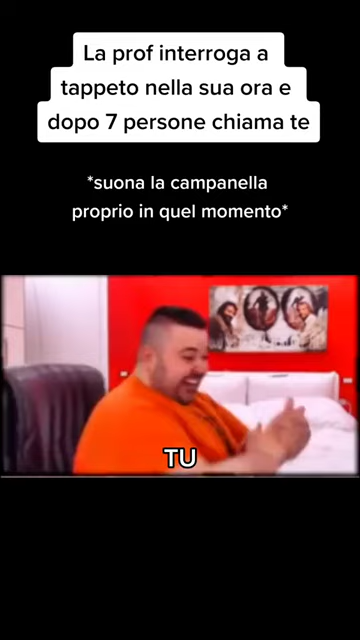 La prof interroga a
tappeto nella sua ora e
dopo 7 persone chiama te
*suona la campanella
proprio in quel momento*
TU